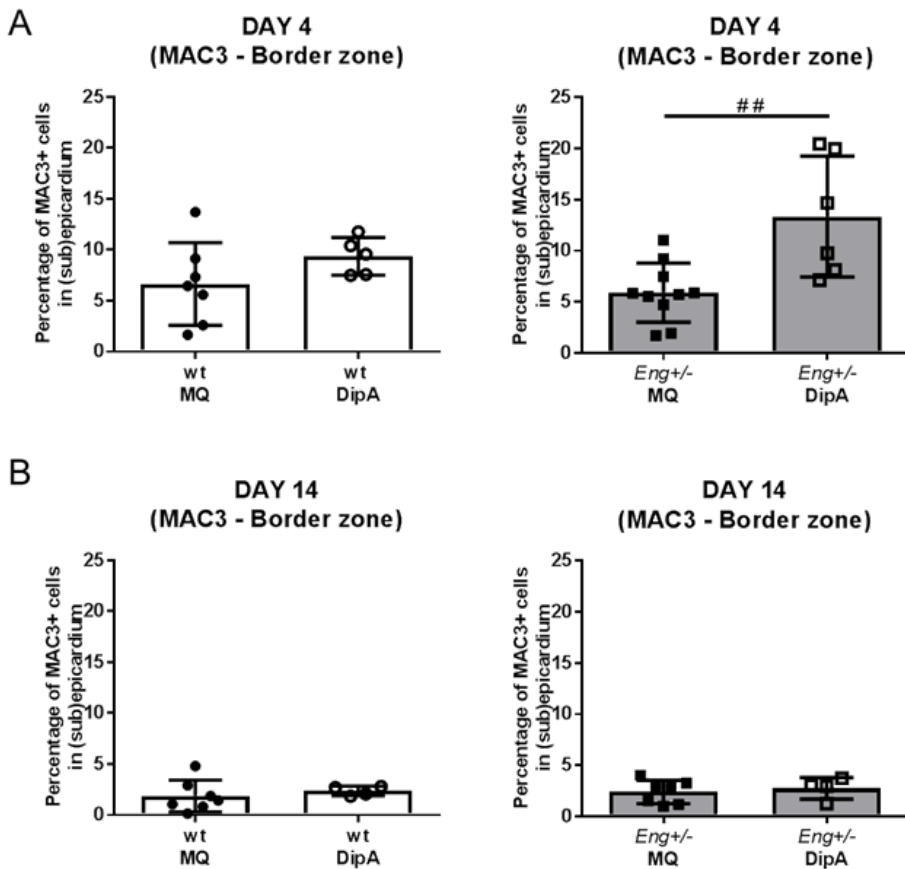 A
DAY 4
(MAC3 - Border zone)
Percentage of MAC3+ cells
in (sub)epicardium
25
20
15
10
5
0
wt
MQ
wt
DipA
DAY 4
(MAC3 - Border zone)
Percentage of MAC3+ cells
in (sub)epicardium
25
20
15
10
5
0
##
Eng+/-
MQ
Eng+/-
DipA
B
DAY 14
(MAC3 - Border zone)
Percentage of MAC3+ cells
in (sub)epicardium
25
20
15
10
5
0
wt
MQ
wt
DipA
DAY 14
(MAC3 - Border zone)
Percentage of MAC3+ cells
in (sub)epicardium
25
20
15
10
5
0
Eng+/-
MQ
Eng+/-
DipA